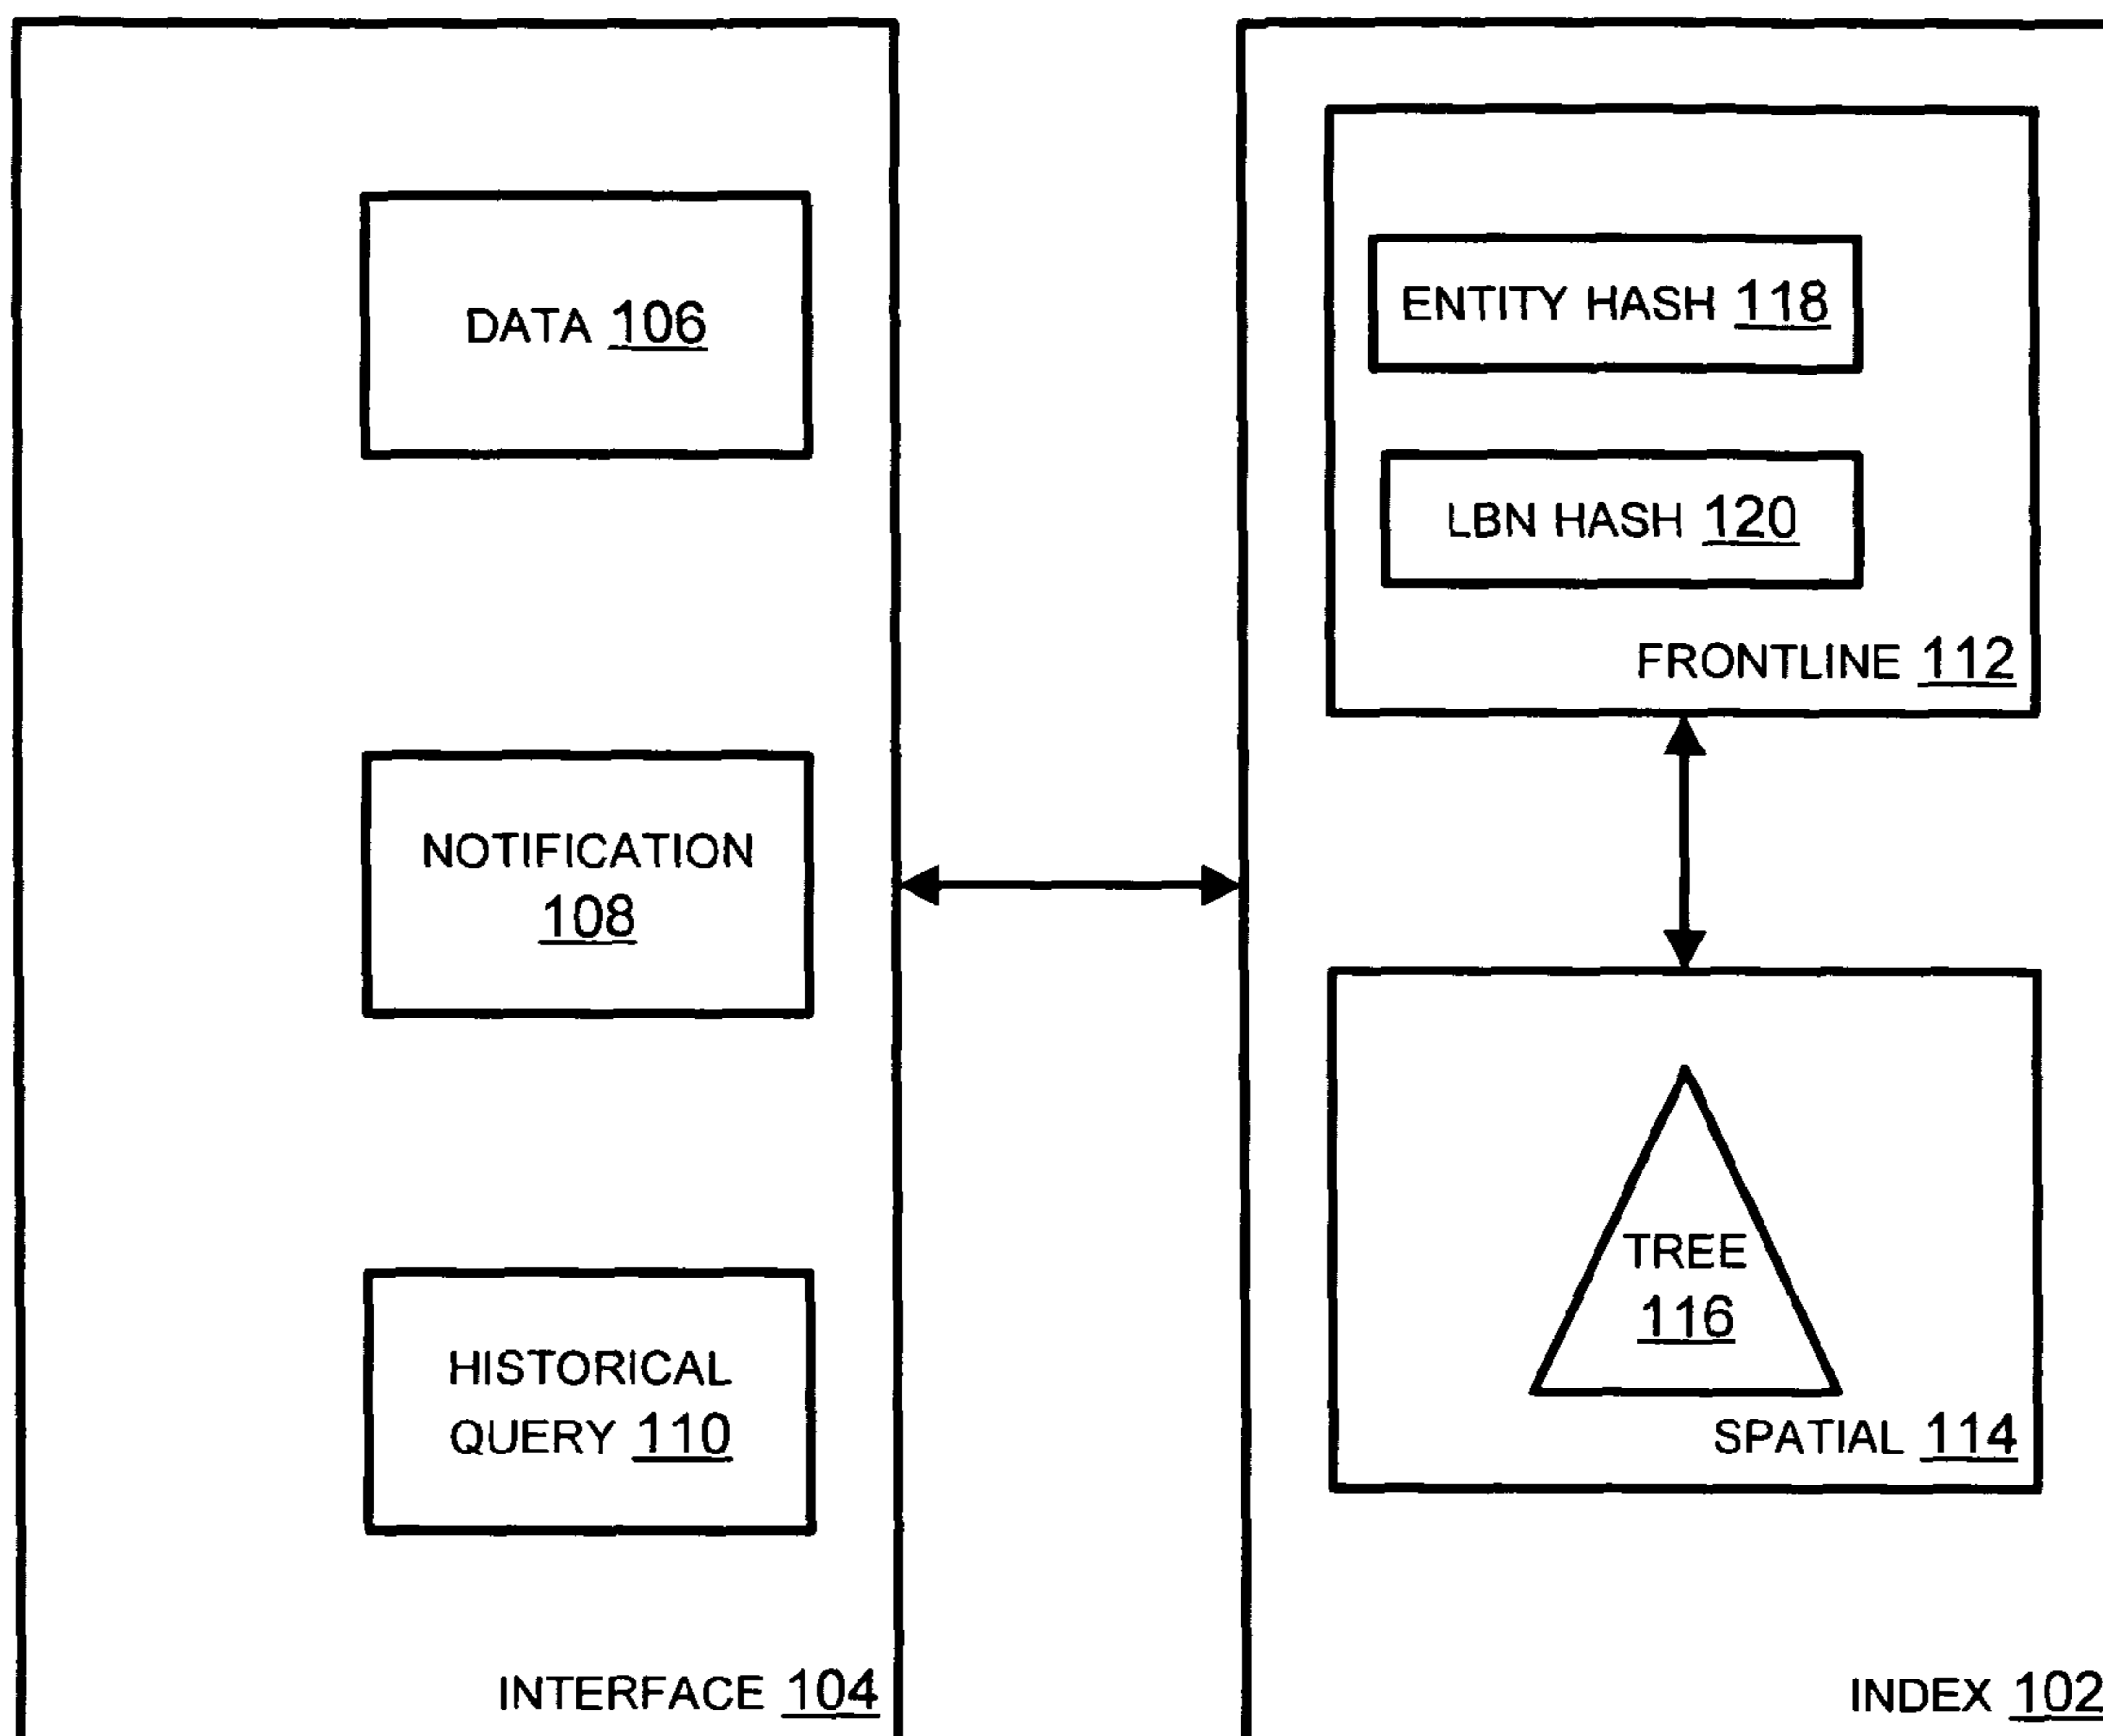 DATA 106
NOTIFICATION
108
HISTORICAL
QUERY 110
INTERFACE 104
ENTITY HASH 118
LBN HASH 120
FRONTLINE 112
TREE
116
SPATIAL 114
INDEX 102